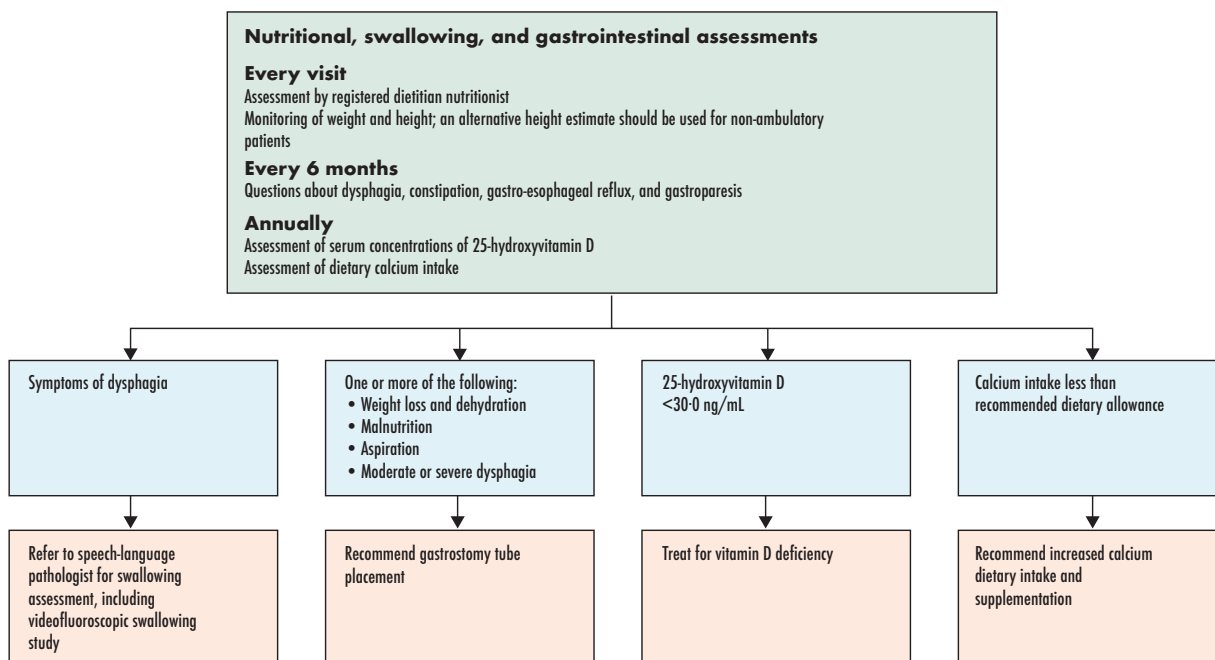 Nutritional, swallowing, and gastrointestinal assessments
Every visit
Assessment by registered dietitian nutritionist
Monitoring of weight and height; an alternative height estimate should be used for non-ambulatory
patients
Every 6 months
Questions about dysphagia, constipation, gastro-esophageal reflux, and gastroparesis
Annually
Assessment of serum concentrations of 25-hydroxyvitamin D
Assessment of dietary calcium intake
Symptoms of dysphagia
One or more of the following:
• Weight loss and dehydration
• Malnutrition
• Aspiration
• Moderate or severe dysphagia
25-hydroxyvitamin D
<30·0 ng/mL
Calcium intake less than
recommended dietary allowance
Refer to speech-language
pathologist for swallowing
assessment, including
videofluoroscopic swallowing
study
Recommend gastrostomy tube
placement
Treat for vitamin D deficiency
Recommend increased calcium
dietary intake and
supplementation